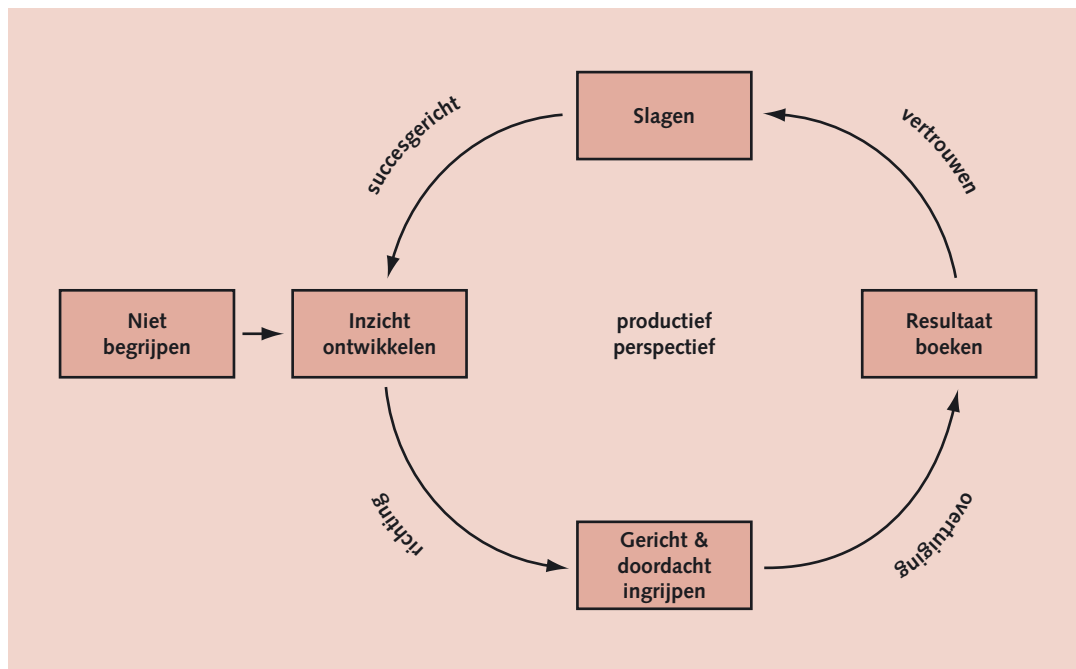 Slagen
succesgericht
vertrouwen
Niet
begrijpen
Inzicht
ontwikkelen
productief
perspectief
Resultaat
boeken
richting
overtuiging
Gericht &
doordacht
ingrijpen